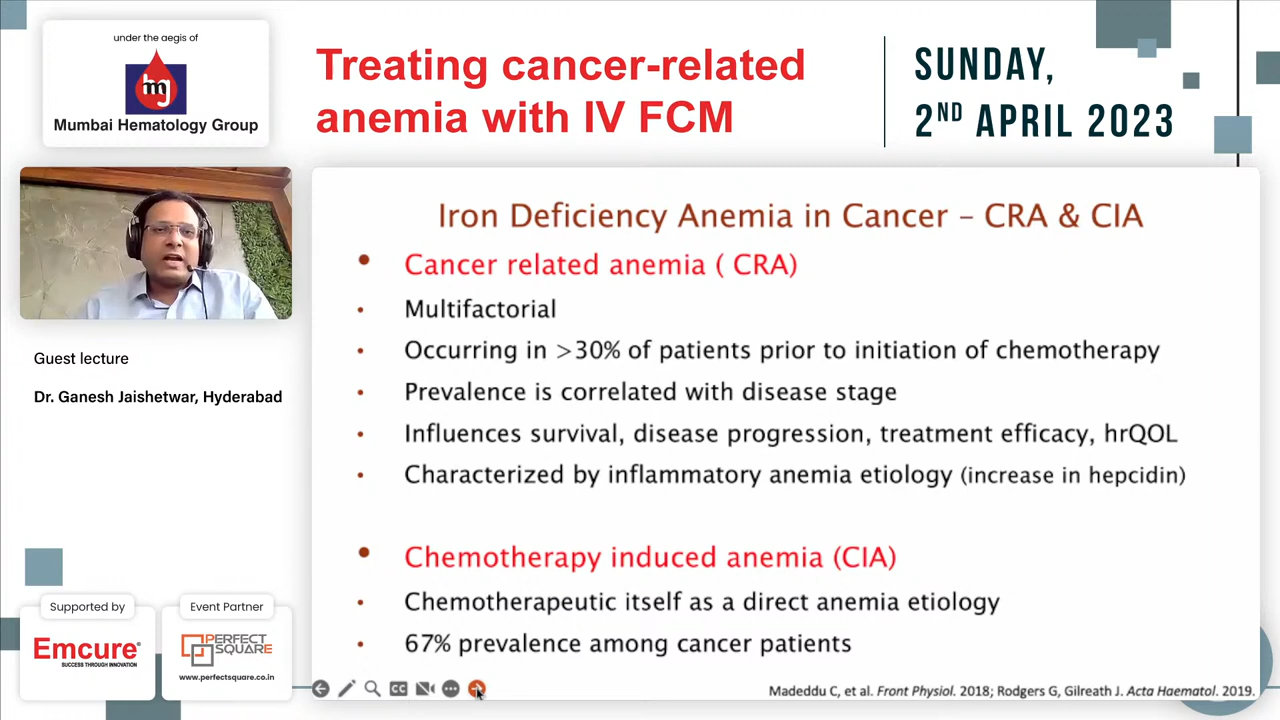 under the aegis of
Mumbai Hematology Group
Treating cancer-related
anemia with IV FCM
SUNDAY,
2ND APRIL 2023
Guest lecture
Dr. Ganesh Jaishetwar, Hyderabad
Iron Deficiency Anemia in Cancer – CRA & CIA
• Cancer related anemia ( CRA)
• Multifactorial
• Occurring in >30% of patients prior to initiation of chemotherapy
• Prevalence is correlated with disease stage
• Influences survival, disease progression, treatment efficacy, hrQOL
• Characterized by inflammatory anemia etiology (increase in hepcidin)
• Chemotherapy induced anemia (CIA)
• Chemotherapeutic itself as a direct anemia etiology
• 67% prevalence among cancer patients
CC
Madeddu C, et al. Front Physiol. 2018; Rodgers G, Gilreath J. Acta Haematol. 2019.
Supported by
Emcure®
SUCCESS THROUGH INNOVATION
Event Partner
PERFECT
SQUARE
www.perfectsquare.co.in